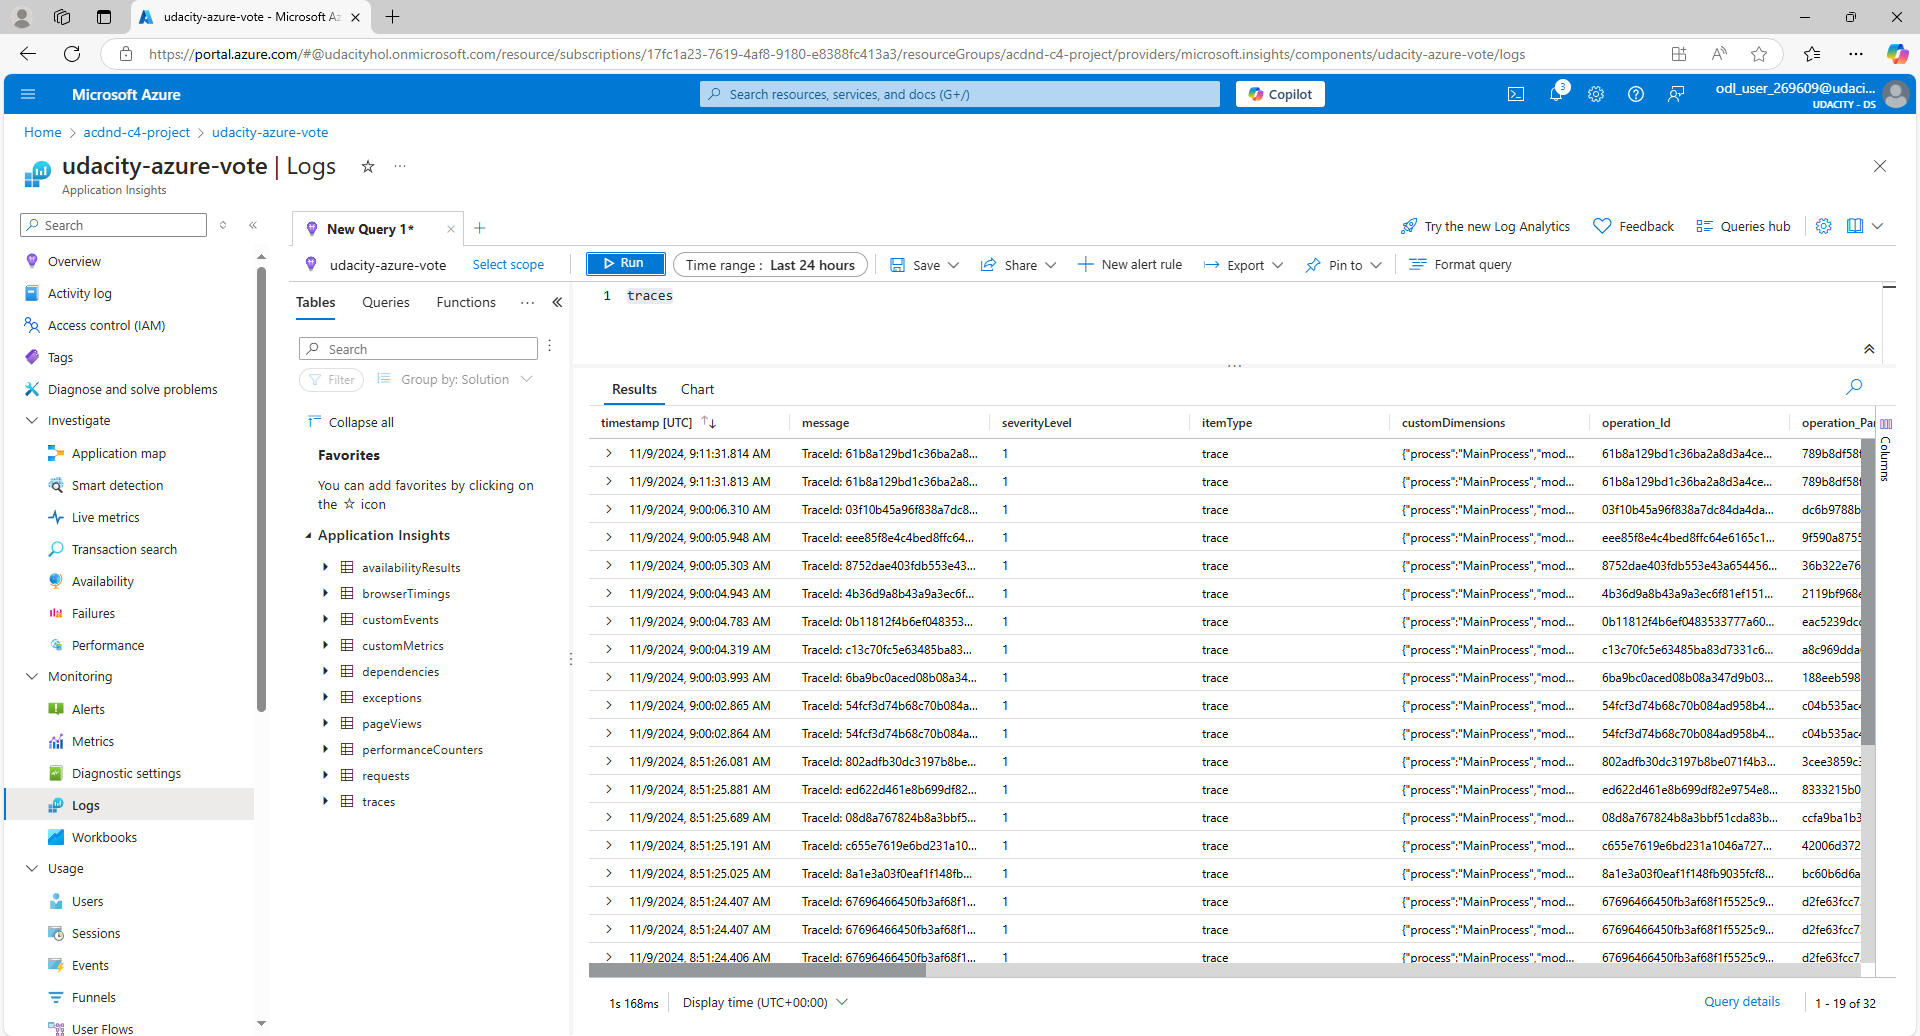 udacity-azure-vote - Microsoft Az
https://portal.azure.com/#@udacityhol.onmicrosoft.com/resource/subscriptions/17fc1a23-7619-4af8-9180-e8388fc413a3/resourceGroups/acdnd-c4-project/providers/microsoft.insights/components/udacity-azure-vote/logs
Microsoft Azure
Search resources, services, and docs (G+/)
Copilot
3
odl_user_269609@udaci...
UDACITY - DS
Home > acdnd-c4-project > udacity-azure-vote
udacity-azure-vote | Logs
Application Insights
Search
Overview
Activity log
Access control (IAM)
Tags
Diagnose and solve problems
Investigate
Application map
Smart detection
Live metrics
Transaction search
Availability
Failures
Performance
Monitoring
Alerts
Metrics
Diagnostic settings
Logs
Workbooks
Usage
Users
Sessions
Events
Funnels
User Flows
New Query 1*
Try the new Log Analytics
Feedback
Queries hub
udacity-azure-vote
Select scope
Run
Time range : Last 24 hours
Save
Share
New alert rule
Export
Pin to
Format query
Tables
Queries
Functions
Search
Filter
Group by: Solution
Collapse all
Favorites
You can add favorites by clicking on
the ☆ icon
Application Insights
availabilityResults
browserTimings
customEvents
customMetrics
dependencies
exceptions
pageViews
performanceCounters
requests
traces
1 traces
Results
Chart
timestamp [UTC] message severityLevel itemType customDimensions operation_Id operation_Par
11/9/2024, 9:11:31.814 AM TraceId: 61b8a129bd1c36ba2a8... 1 trace {"process":"MainProcess","mod... 61b8a129bd1c36ba2a8d3a4ce... 789b8df58f
11/9/2024, 9:11:31.813 AM TraceId: 61b8a129bd1c36ba2a8... 1 trace {"process":"MainProcess","mod... 61b8a129bd1c36ba2a8d3a4ce... 789b8df58f
11/9/2024, 9:00:06.310 AM TraceId: 03f10b45a96f838a7dc8... 1 trace {"process":"MainProcess","mod... 03f10b45a96f838a7dc84da4da... dc6b9788b
11/9/2024, 9:00:05.948 AM TraceId: eee85f8e4c4bed8ffc64... 1 trace {"process":"MainProcess","mod... eee85f8e4c4bed8ffc64e6165c1... 9f590a8755
11/9/2024, 9:00:05.303 AM TraceId: 8752dae403fdb553e43... 1 trace {"process":"MainProcess","mod... 8752dae403fdb553e43a654456... 36b322e76
11/9/2024, 9:00:04.943 AM TraceId: 4b36d9a8b43a9a3ec6f... 1 trace {"process":"MainProcess","mod... 4b36d9a8b43a9a3ec6f81ef151... 2119bf968e
11/9/2024, 9:00:04.783 AM TraceId: 0b11812f4b6ef048353... 1 trace {"process":"MainProcess","mod... 0b11812f4b6ef0483533777a60... eac5239dcc
11/9/2024, 9:00:04.319 AM TraceId: c13c70fc5e63485ba83... 1 trace {"process":"MainProcess","mod... c13c70fc5e63485ba83d7331c6... a8c969dda
11/9/2024, 9:00:03.993 AM TraceId: 6ba9bc0aced08b08a34... 1 trace {"process":"MainProcess","mod... 6ba9bc0aced08b08a347d9b03... 188eeb598
11/9/2024, 9:00:02.865 AM TraceId: 54fcf3d74b68c70b084a... 1 trace {"process":"MainProcess","mod... 54fcf3d74b68c70b084ad958b4... c04b535ac4
11/9/2024, 9:00:02.864 AM TraceId: 54fcf3d74b68c70b084a... 1 trace {"process":"MainProcess","mod... 54fcf3d74b68c70b084ad958b4... c04b535ac4
11/9/2024, 8:51:26.081 AM TraceId: 802adfb30dc3197b8be... 1 trace {"process":"MainProcess","mod... 802adfb30dc3197b8be071f4b3... 3cee3859c3
11/9/2024, 8:51:25.881 AM TraceId: ed622d461e8b699df82... 1 trace {"process":"MainProcess","mod... ed622d461e8b699df82e9754e8... 8333215b0
11/9/2024, 8:51:25.689 AM TraceId: 08d8a767824b8a3bbf5... 1 trace {"process":"MainProcess","mod... 08d8a767824b8a3bbf51cda83b... ccfa9ba1b3
11/9/2024, 8:51:25.191 AM TraceId: c655e7619e6bd231a10... 1 trace {"process":"MainProcess","mod... c655e7619e6bd231a1046a727... 42006d372
11/9/2024, 8:51:25.025 AM TraceId: 8a1e3a03f0eaf1f148fb... 1 trace {"process":"MainProcess","mod... 8a1e3a03f0eaf1f148fb9035fcf8... bc60b6d6a
11/9/2024, 8:51:24.407 AM TraceId: 67696466450fb3af68f1... 1 trace {"process":"MainProcess","mod... 67696466450fb3af68f1f5525c9... d2fe63fcc7
11/9/2024, 8:51:24.407 AM TraceId: 67696466450fb3af68f1... 1 trace {"process":"MainProcess","mod... 67696466450fb3af68f1f5525c9... d2fe63fcc7
11/9/2024, 8:51:24.406 AM TraceId: 67696466450fb3af68f1... 1 trace {"process":"MainProcess","mod... 67696466450fb3af68f1f5525c9... d2fe63fcc7
Columns
1s 168ms
Display time (UTC+00:00)
Query details
1 - 19 of 32